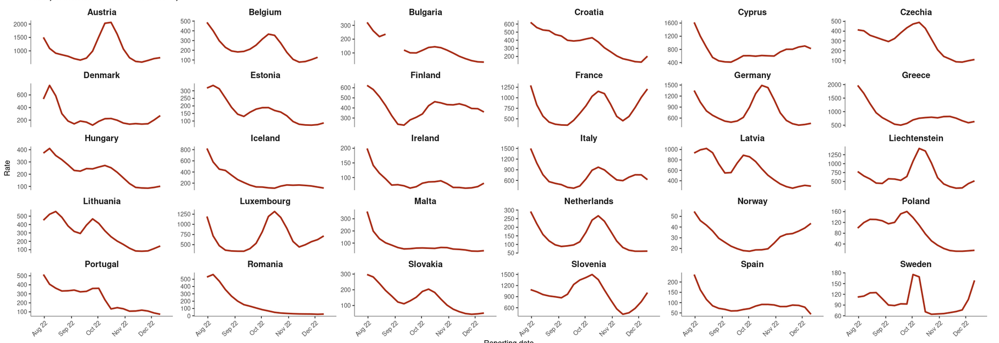 Austria Belgium Bulgaria Croatia Cyprus Czechia
2000 1500 1000
500 400 300 200 100
300 200 100
600 500 400 300 200
1600 1200 800 400
500 400 300 200 100
Denmark Estonia Finland France Germany Greece
600 400 200
300 250 200 150 100
600 500 400 300
1250 1000 750 500
1500 1200 900 600
2000 1500 1000 500
Hungary Iceland Ireland Italy Latvia Liechtenstein
400 300 200 100
800 600 400 200
200 150 100
1500 1200 900 600
1000 800 600 400
1250 1000 750 500
Rate
Lithuania Luxembourg Malta Netherlands Norway Poland
500 400 300 200 100
1250 1000 750 500
300 200 100
300 250 200 150 100 50
50 40 30 20
160 120 80 40
Portugal Romania Slovakia Slovenia Spain Sweden
500 400 300 200 100
500 400 300 200 100 0
300 200 100
1500 1200 900 600
200 150 100 50
180 150 120 90 60
Aug 22 Sep 22 Oct 22 Nov 22 Dec 22
Aug 22 Sep 22 Oct 22 Nov 22 Dec 22
Aug 22 Sep 22 Oct 22 Nov 22 Dec 22
Aug 22 Sep 22 Oct 22 Nov 22 Dec 22
Aug 22 Sep 22 Oct 22 Nov 22 Dec 22
Aug 22 Sep 22 Oct 22 Nov 22 Dec 22
Reporting date